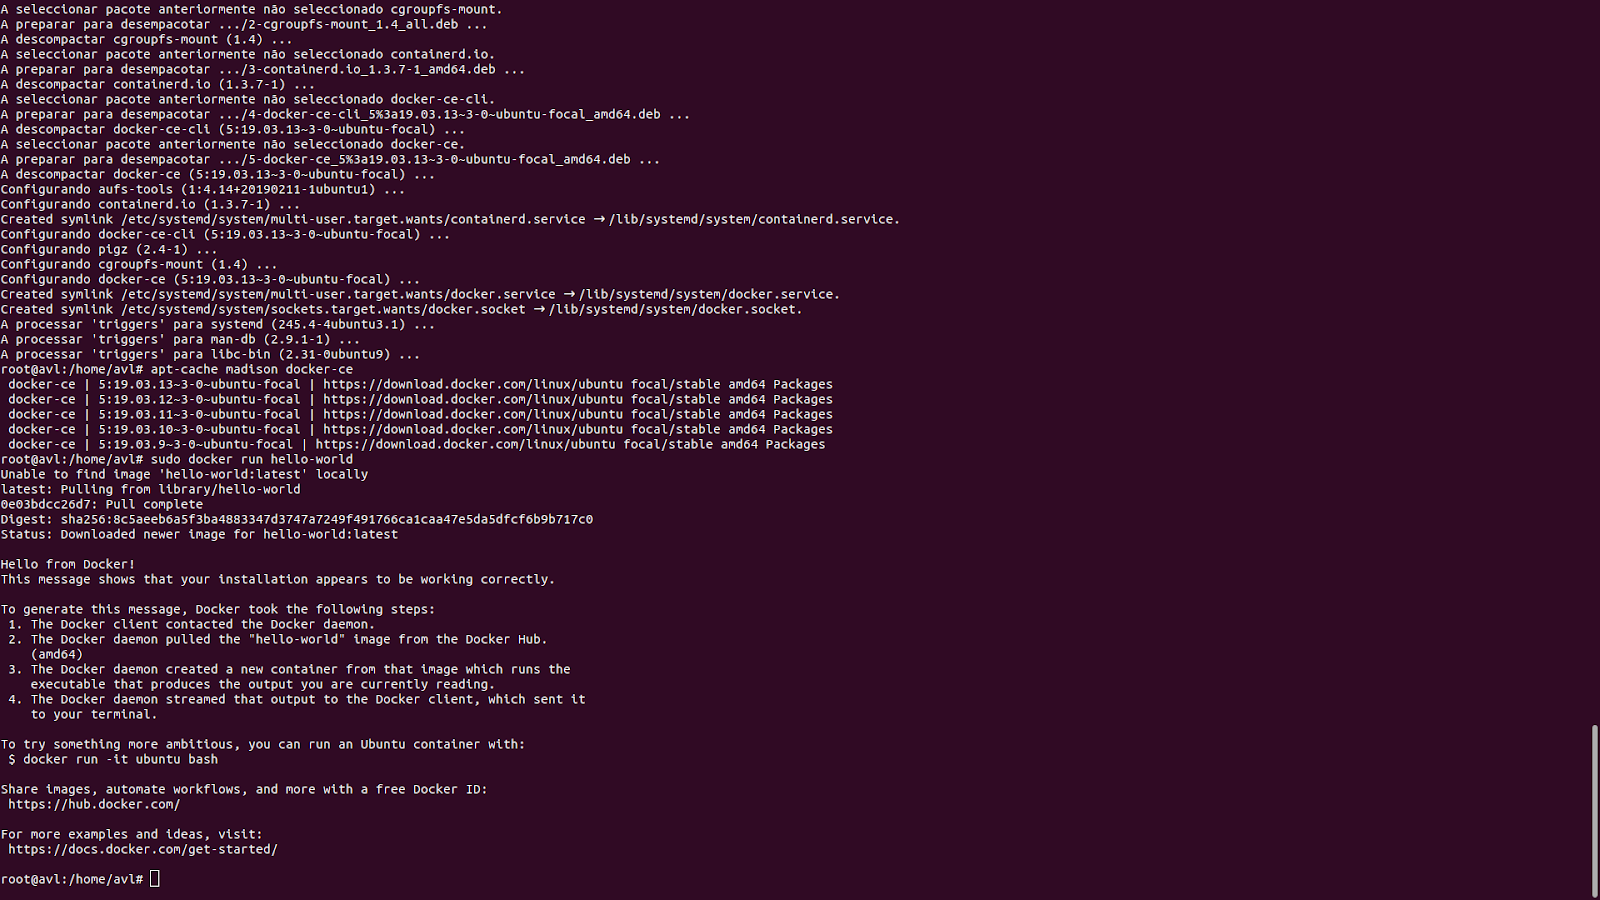 A seleccionar pacote anteriormente não seleccionado cgroupfs-mount.
A preparar para desempacotar .../2-cgroupfs-mount_1.4_all.deb ...
A descompactar cgroupfs-mount (1.4) ...
A seleccionar pacote anteriormente não seleccionado containerd.io.
A preparar para desempacotar .../3-containerd.io_1.3.7-1_amd64.deb ...
A descompactar containerd.io (1.3.7-1) ...
A seleccionar pacote anteriormente não seleccionado docker-ce-cli.
A preparar para desempacotar .../4-docker-ce-cli_5%3a19.03.13~3-0~ubuntu-focal_amd64.deb ...
A descompactar docker-ce-cli (5:19.03.13~3-0~ubuntu-focal) ...
A seleccionar pacote anteriormente não seleccionado docker-ce.
A preparar para desempacotar .../5-docker-ce_5%3a19.03.13~3-0~ubuntu-focal_amd64.deb ...
A descompactar docker-ce (5:19.03.13~3-0~ubuntu-focal) ...
Configurando aufs-tools (1:4.14+20190211-1ubuntu1) ...
Configurando containerd.io (1.3.7-1) ...
Created symlink /etc/systemd/system/multi-user.target.wants/containerd.service → /lib/systemd/system/containerd.service.
Configurando docker-ce-cli (5:19.03.13~3-0~ubuntu-focal) ...
Configurando pigz (2.4-1) ...
Configurando cgroupfs-mount (1.4) ...
Configurando docker-ce (5:19.03.13~3-0~ubuntu-focal) ...
Created symlink /etc/systemd/system/multi-user.target.wants/docker.service → /lib/systemd/system/docker.service.
Created symlink /etc/systemd/system/sockets.target.wants/docker.socket → /lib/systemd/system/docker.socket.
A processar 'triggers' para systemd (245.4-4ubuntu3.1) ...
A processar 'triggers' para man-db (2.9.1-1) ...
A processar 'triggers' para libc-bin (2.31-0ubuntu9) ...
root@avl:/home/avl# apt-cache madison docker-ce
 docker-ce | 5:19.03.13~3-0~ubuntu-focal | https://download.docker.com/linux/ubuntu focal/stable amd64 Packages
 docker-ce | 5:19.03.12~3-0~ubuntu-focal | https://download.docker.com/linux/ubuntu focal/stable amd64 Packages
 docker-ce | 5:19.03.11~3-0~ubuntu-focal | https://download.docker.com/linux/ubuntu focal/stable amd64 Packages
 docker-ce | 5:19.03.10~3-0~ubuntu-focal | https://download.docker.com/linux/ubuntu focal/stable amd64 Packages
 docker-ce | 5:19.03.9~3-0~ubuntu-focal | https://download.docker.com/linux/ubuntu focal/stable amd64 Packages
root@avl:/home/avl# sudo docker run hello-world
Unable to find image 'hello-world:latest' locally
latest: Pulling from library/hello-world
0e03bdcc26d7: Pull complete
Digest: sha256:8c5aeeb6a5f3ba4883347d3747a7249f491766ca1caa47e5da5dfcf6b9b717c0
Status: Downloaded newer image for hello-world:latest

Hello from Docker!
This message shows that your installation appears to be working correctly.

To generate this message, Docker took the following steps:
 1. The Docker client contacted the Docker daemon.
 2. The Docker daemon pulled the "hello-world" image from the Docker Hub.
    (amd64)
 3. The Docker daemon created a new container from that image which runs the
    executable that produces the output you are currently reading.
 4. The Docker daemon streamed that output to the Docker client, which sent it
    to your terminal.

To try something more ambitious, you can run an Ubuntu container with:
 $ docker run -it ubuntu bash

Share images, automate workflows, and more with a free Docker ID:
 https://hub.docker.com/

For more examples and ideas, visit:
 https://docs.docker.com/get-started/

root@avl:/home/avl#